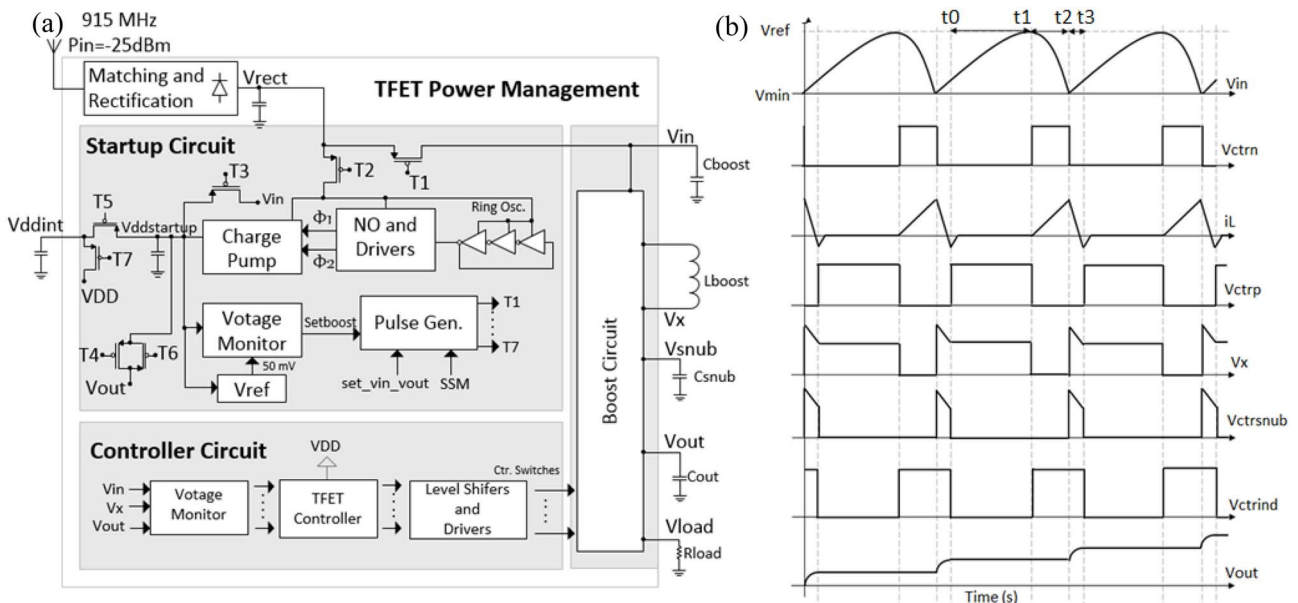 (a)
915 MHz
Pin=-25dBm
Matching and
Rectification
Vrect
TFET Power Management
Startup Circuit
T3
Vin
T2
T1
Vin
Cboost
T5
Vddint
Vddstartup
T7
VDD
Charge
Pump
Φ1
Φ2
NO and
Drivers
Ring Osc.
Lboost
Vx
Votage
Monitor
Setboost
Pulse Gen.
T1
T7
T4
T6
Vout
50 mV
Vref
set_vin_vout
SSM
Boost Circuit
Vsnub
Csnub
Vout
Cout
Vload
Rload
Controller Circuit
VDD
Vin
Vx
Vout
Votage
Monitor
TFET
Controller
Level Shifers
and
Drivers
Ctr. Switches
(b)
t0
t1
t2
t3
Vref
Vmin
Vin
Vctrn
iL
Vctrp
Vx
Vctrsnub
Vctrind
Vout
Time (s)